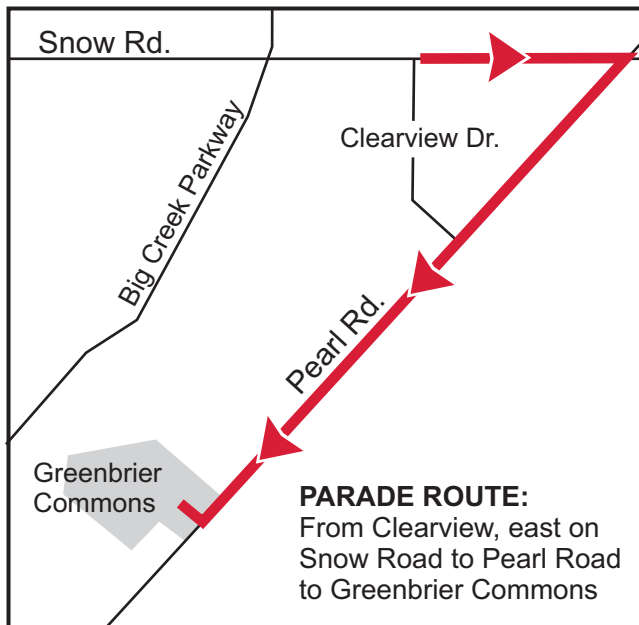 Snow Rd.
Clearview Dr.
Big Creek Parkway
Pearl Rd.
Greenbrier
Commons
PARADE ROUTE:
From Clearview, east on
Snow Road to Pearl Road
to Greenbrier Commons